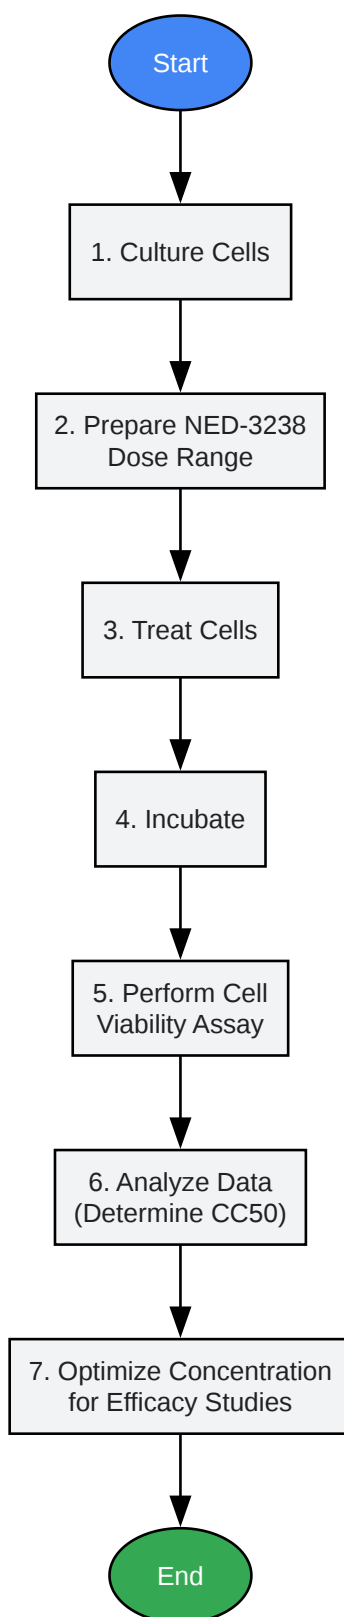 Start
1. Culture Cells
2. Prepare NED-3238
Dose Range
3. Treat Cells
4. Incubate
5. Perform Cell
Viability Assay
6. Analyze Data
(Determine CC50)
7. Optimize Concentration
for Efficacy Studies
End